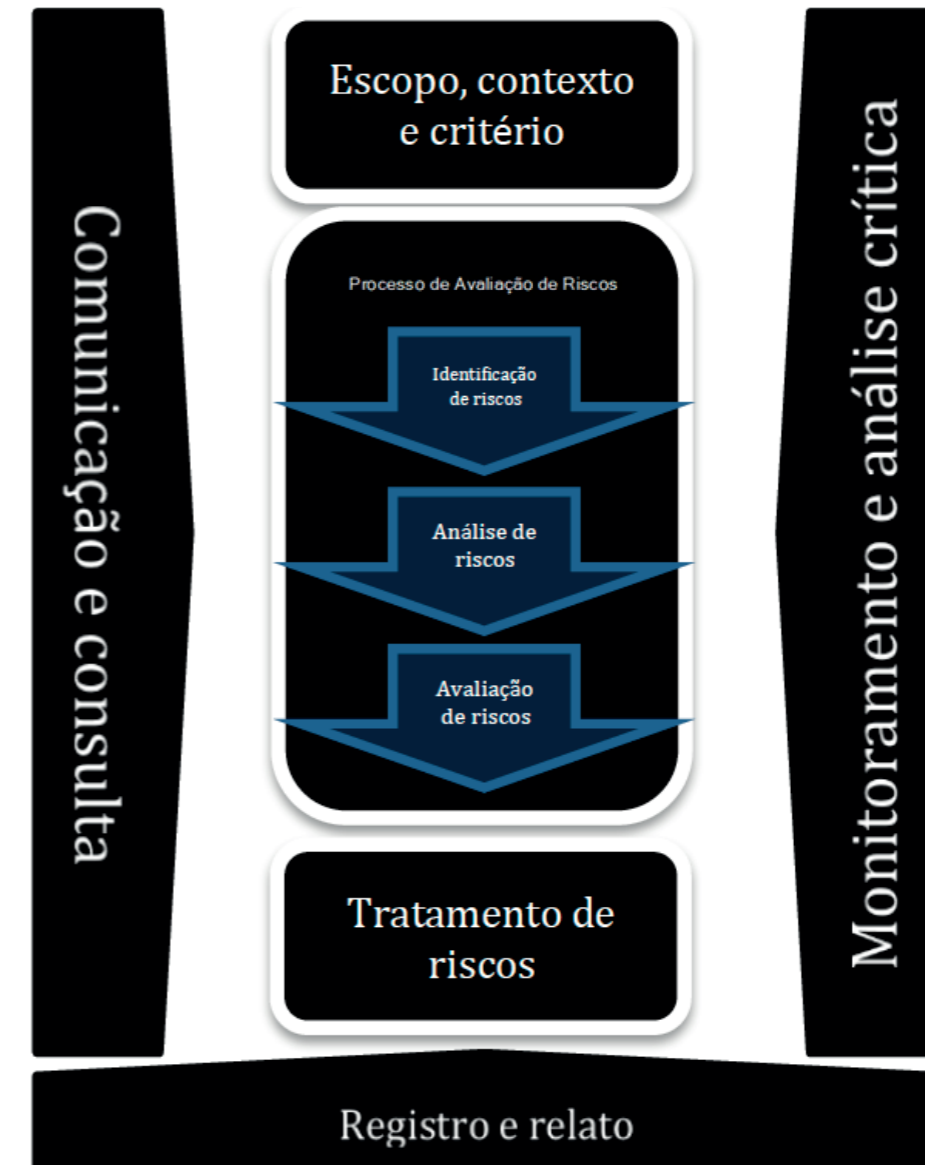 Escopo, contexto
e critério
Comunicação e consulta
Processo de Avaliação de Riscos
Identificação
de riscos
Análise de
riscos
Avaliação
de riscos
Tratamento de
riscos
Monitoramento e análise crítica
Registro e relato